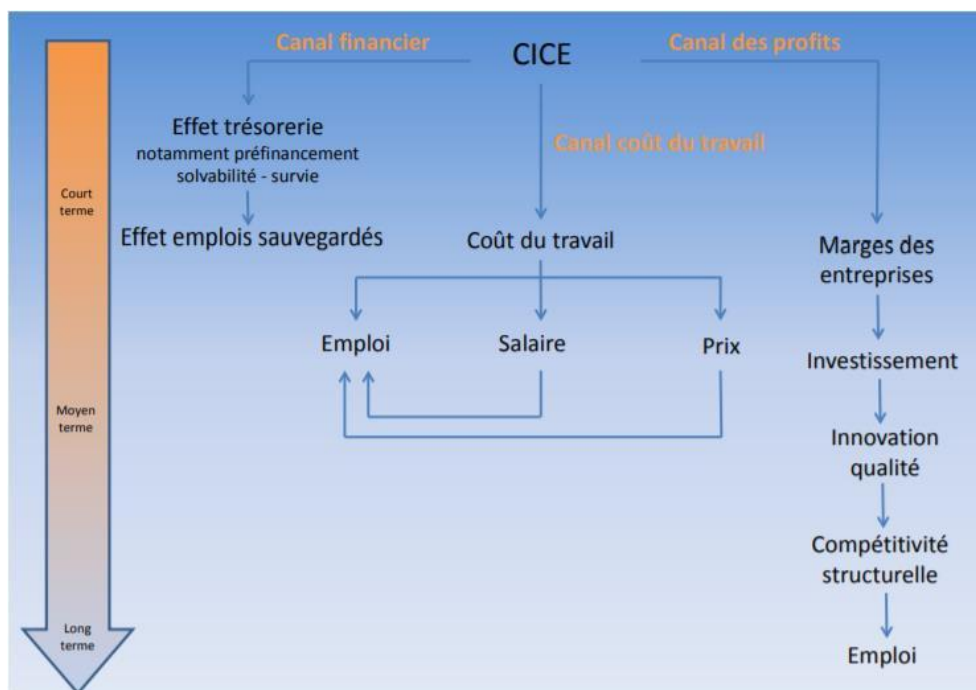 Canal financier
CICE
Canal des profits
Effet trésorerie
notamment préfinancement
solvabilité - survie
Canal coût du travail
Court
terme
Effet emplois sauvegardés
Coût du travail
Marges des
entreprises
Emploi
Salaire
Prix
Investissement
Moyen
terme
Innovation
qualité
Compétitivité
structurelle
Long
terme
Emploi